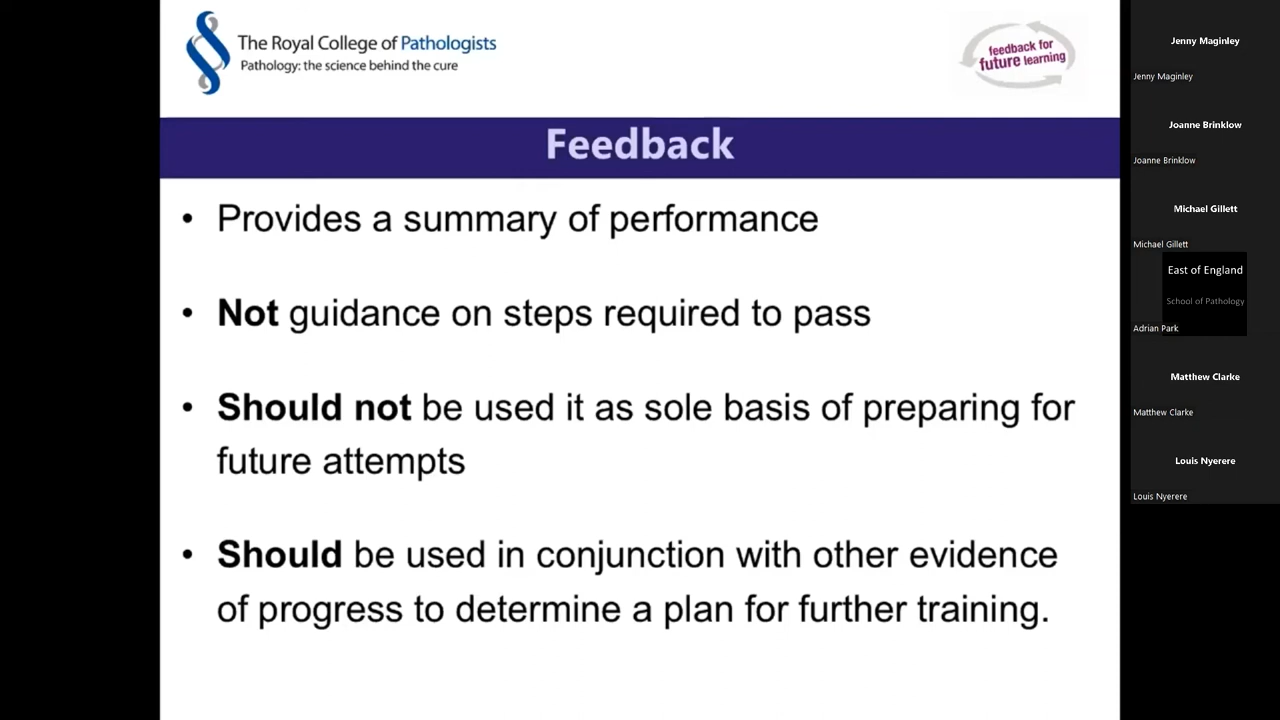 The Royal College of Pathologists
Pathology: the science behind the cure
feedback for
future learning
Feedback
• Provides a summary of performance
• Not guidance on steps required to pass
• Should not be used it as sole basis of preparing for
future attempts
• Should be used in conjunction with other evidence
of progress to determine a plan for further training.
Jenny Maginley
Jenny Maginley
Joanne Brinklow
Joanne Brinklow
Michael Gillett
Michael Gillett
East of England
School of Pathology
Adrian Park
Matthew Clarke
Matthew Clarke
Louis Nyerere
Louis Nyerere